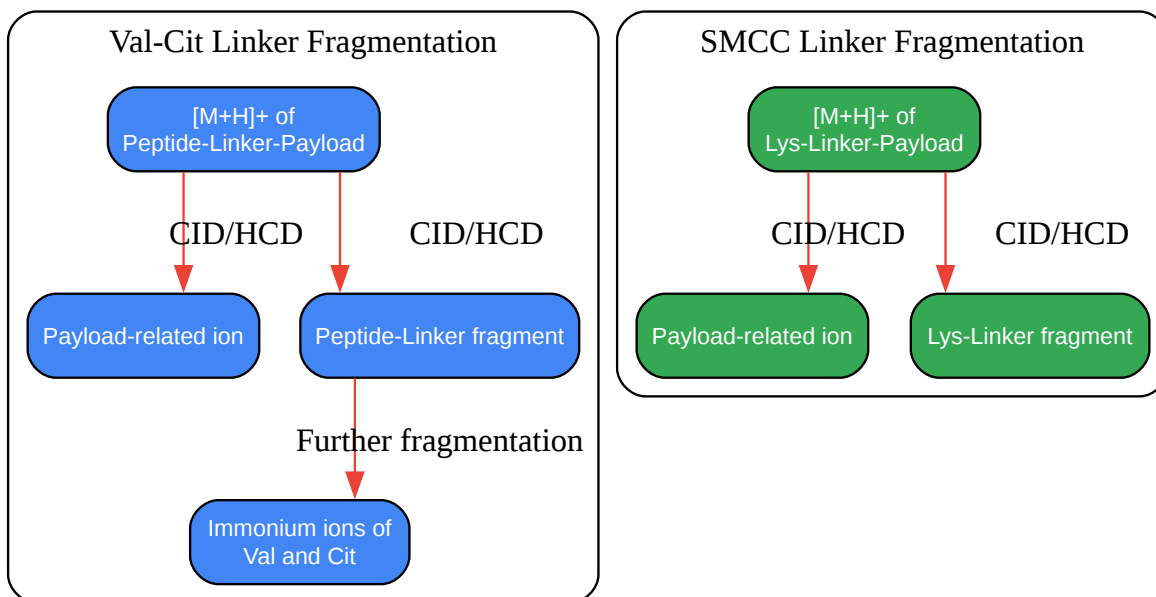 Val-Cit Linker Fragmentation
[M+H]+ of
Peptide-Linker-Payload
CID/HCD
CID/HCD
Payload-related ion
Peptide-Linker fragment
Further fragmentation
Immonium ions of
Val and Cit
SMCC Linker Fragmentation
[M+H]+ of
Lys-Linker-Payload
CID/HCD
CID/HCD
Payload-related ion
Lys-Linker fragment